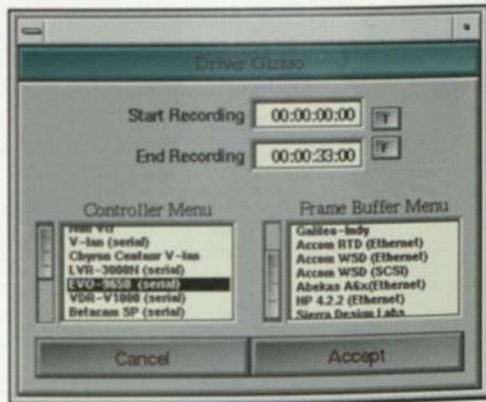 Driver Gizmo
Start Recording 00:00:00:00 T
End Recording 00:00:33:00 F
Controller Menu
Null Vtr
V-lan (serial)
Chyron Centaur V-lan
LVR-3000N (serial)
EVO-9650 (serial)
VDR-V1000 (serial)
Betacam SP (serial)
Frame Buffer Menu
Galileo-Indy
Accom RTD (Ethernet)
Accom WSD (Ethernet)
Accom WSD (SCSI)
Abekas A6x(Ethernet)
HP 4.2.2 (Ethernet)
Sierra Design Labs
Cancel
Accept